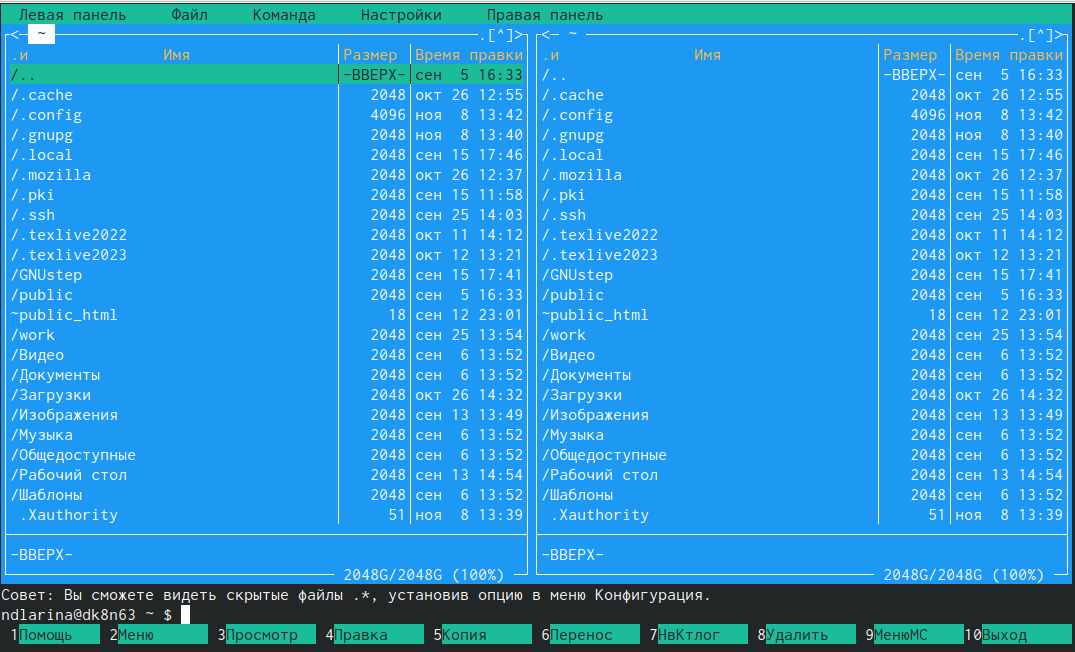 Левая панель Файл Команда Настройки Правая панель
<- ~ .[^]> <- ~ .[^]>
.и Имя Размер Время правки .и Имя Размер Время правки
/.. -ВВЕРХ- сен 5 16:33 /.. -ВВЕРХ- сен 5 16:33
/.cache 2048 окт 26 12:55 /.cache 2048 окт 26 12:55
/.config 4096 ноя 8 13:42 /.config 4096 ноя 8 13:42
/.gnupg 2048 ноя 8 13:40 /.gnupg 2048 ноя 8 13:40
/.local 2048 сен 15 17:46 /.local 2048 сен 15 17:46
/.mozilla 2048 окт 26 12:37 /.mozilla 2048 окт 26 12:37
/.pki 2048 сен 15 11:58 /.pki 2048 сен 15 11:58
/.ssh 2048 сен 25 14:03 /.ssh 2048 сен 25 14:03
/.texlive2022 2048 окт 11 14:12 /.texlive2022 2048 окт 11 14:12
/.texlive2023 2048 окт 12 13:21 /.texlive2023 2048 окт 12 13:21
/GNUstep 2048 сен 15 17:41 /GNUstep 2048 сен 15 17:41
/public 2048 сен 5 16:33 /public 2048 сен 5 16:33
~public_html 18 сен 12 23:01 ~public_html 18 сен 12 23:01
/work 2048 сен 25 13:54 /work 2048 сен 25 13:54
/Видео 2048 сен 6 13:52 /Видео 2048 сен 6 13:52
/Документы 2048 сен 6 13:52 /Документы 2048 сен 6 13:52
/Загрузки 2048 окт 26 14:32 /Загрузки 2048 окт 26 14:32
/Изображения 2048 сен 13 13:49 /Изображения 2048 сен 13 13:49
/Музыка 2048 сен 6 13:52 /Музыка 2048 сен 6 13:52
/Общедоступные 2048 сен 6 13:52 /Общедоступные 2048 сен 6 13:52
/Рабочий стол 2048 сен 13 14:54 /Рабочий стол 2048 сен 13 14:54
/Шаблоны 2048 сен 6 13:52 /Шаблоны 2048 сен 6 13:52
.Xauthority 51 ноя 8 13:39 .Xauthority 51 ноя 8 13:39
-ВВЕРХ- -ВВЕРХ-
2048G/2048G (100%) 2048G/2048G (100%)
Совет: Вы сможете видеть скрытые файлы .*, установив опцию в меню Конфигурация.
ndlarina@dk8n63 ~ $
1Помощь 2Меню 3Просмотр 4Правка 5Копия 6Перенос 7НвКтлог 8Удалить 9МенюMC 10Выход